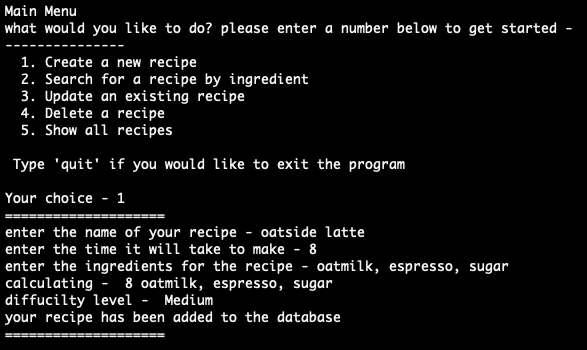 Main Menu
what would you like to do? please enter a number below to get started -
---------------
1. Create a new recipe
2. Search for a recipe by ingredient
3. Update an existing recipe
4. Delete a recipe
5. Show all recipes
Type 'quit' if you would like to exit the program
Your choice - 1
====================
enter the name of your recipe - oatside latte
enter the time it will take to make - 8
enter the ingredients for the recipe - oatmilk, espresso, sugar
calculating -  8 oatmilk, espresso, sugar
diffucilty level -  Medium
your recipe has been added to the database
====================